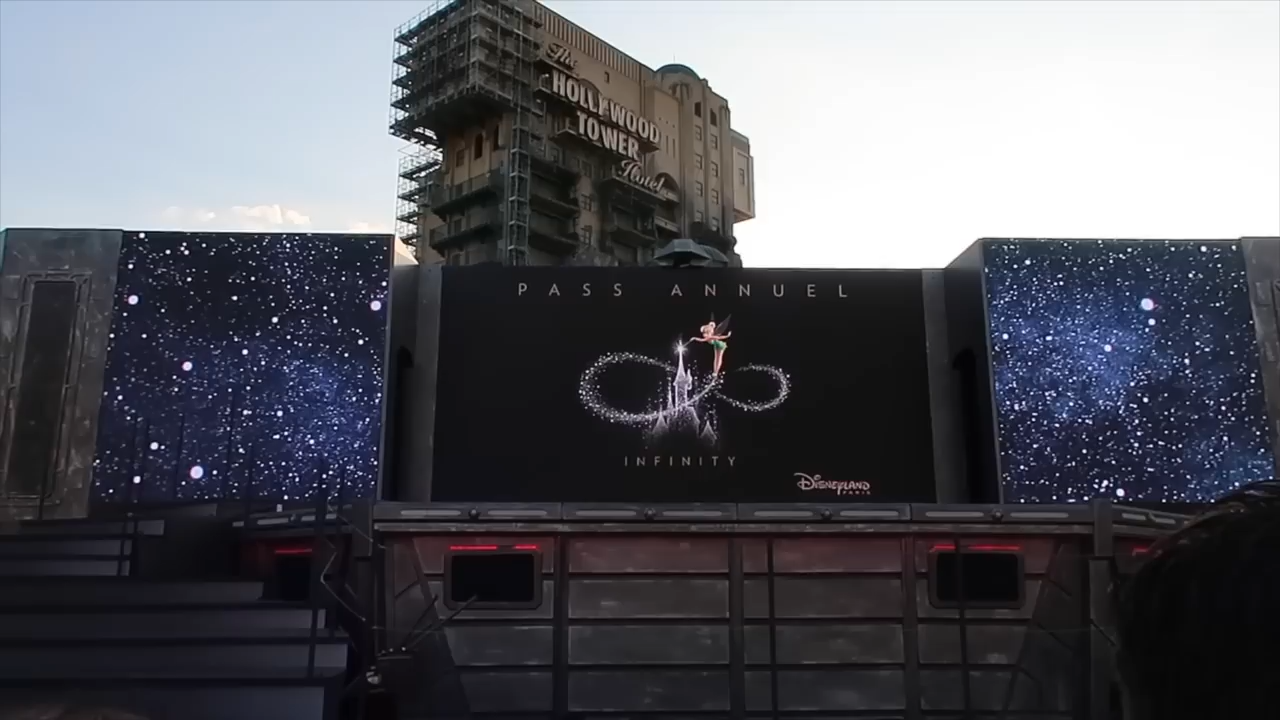 The
HOLLYWOOD
TOWER
Hotel
PASS ANNUEL
INFINITY
DISNEYLAND
PARIS